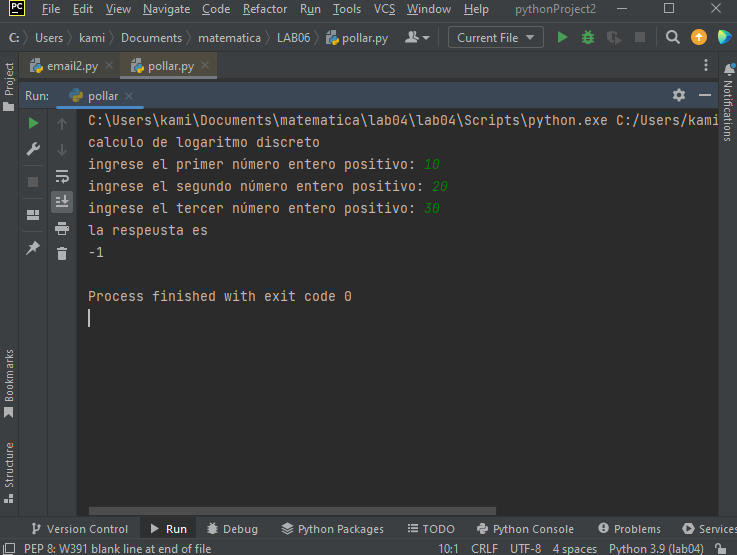 PC File Edit View Navigate Code Refactor Run Tools VCS Window Help pythonProject2
C: Users kami Documents matematica LAB06 pollar.py Current File
email2.py pollar.py
Project
Run: pollar
Notifications
C:\Users\kami\Documents\matematica\lab04\lab04\Scripts\python.exe C:/Users/kami
calculo de logaritmo discreto
ingrese el primer número entero positivo: 10
ingrese el segundo número entero positivo: 20
ingrese el tercer número entero positivo: 30
la respeusta es
-1
Process finished with exit code 0
Bookmarks
Structure
Version Control Run Debug Python Packages TODO Python Console Problems Services
PEP 8: W391 blank line at end of file 10:1 CRLF UTF-8 4 spaces Python 3.9 (lab04)